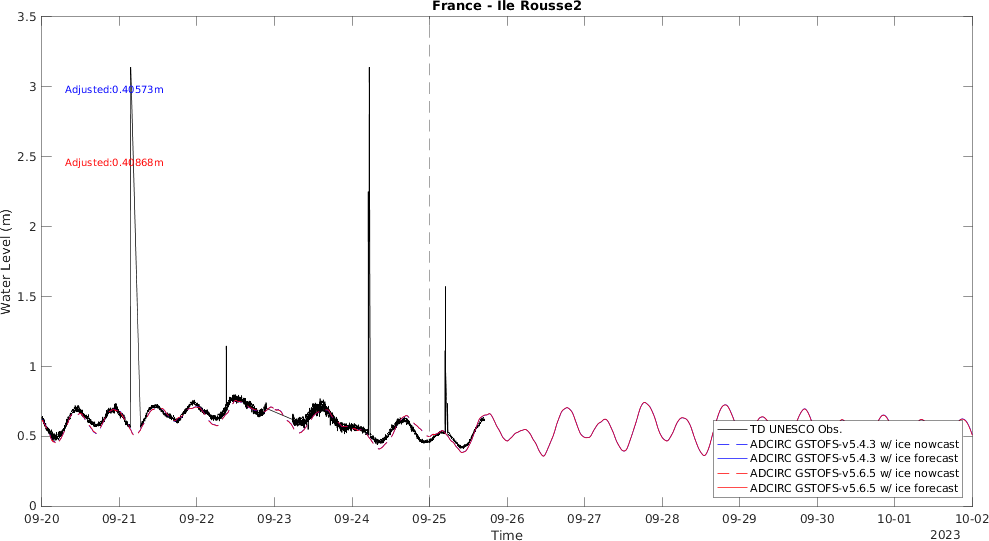 France - Ile Rousse2
3.5
3
2.5
2
1.5
1
0.5
0
Water Level (m)
Adjusted:0.40573m
Adjusted:0.40868m
TD UNESCO Obs.
ADCIRC GSTOFS-v5.4.3 w/ ice nowcast
ADCIRC GSTOFS-v5.4.3 w/ ice forecast
ADCIRC GSTOFS-v5.6.5 w/ ice nowcast
ADCIRC GSTOFS-v5.6.5 w/ ice forecast
09-20 09-21 09-22 09-23 09-24 09-25 09-26 09-27 09-28 09-29 09-30 10-01 10-02
Time
2023